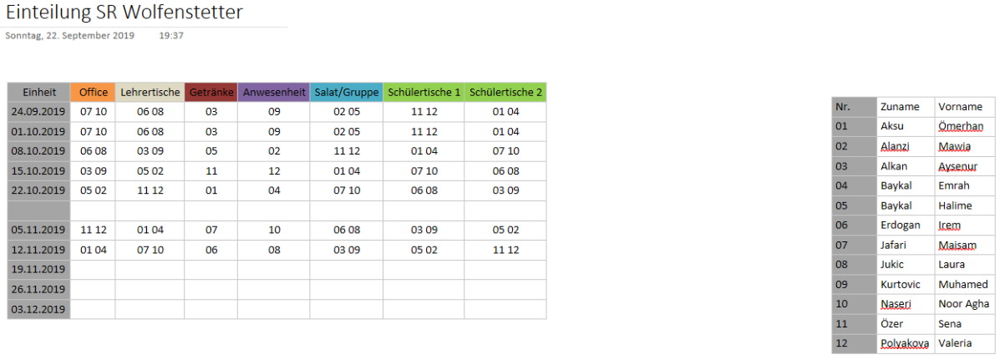 Einteilung SR Wolfenstetter
Sonntag, 22. September 2019 19:37
Einheit Office Lehrertische Getränke Anwesenheit Salat/Gruppe Schülertische 1 Schülertische 2
24.09.2019 07 10 06 08 03 09 02 05 11 12 01 04
01.10.2019 07 10 06 08 03 09 02 05 11 12 01 04
08.10.2019 06 08 03 09 05 02 11 12 01 04 07 10
15.10.2019 03 09 05 02 11 12 01 04 07 10 06 08
22.10.2019 05 02 11 12 01 04 07 10 06 08 03 09
05.11.2019 11 12 01 04 07 10 06 08 03 09 05 02
12.11.2019 01 04 07 10 06 08 03 09 05 02 11 12
19.11.2019
26.11.2019
03.12.2019
Nr. Zuname Vorname
01 Aksu Ömerhan
02 Alanzi Mawia
03 Alkan Aysenur
04 Baykal Emrah
05 Baykal Halime
06 Erdogan Irem
07 Jafari Maisam
08 Jukic Laura
09 Kurtovic Muhamed
10 Naseri Noor Agha
11 Özer Sena
12 Polyakova Valeria